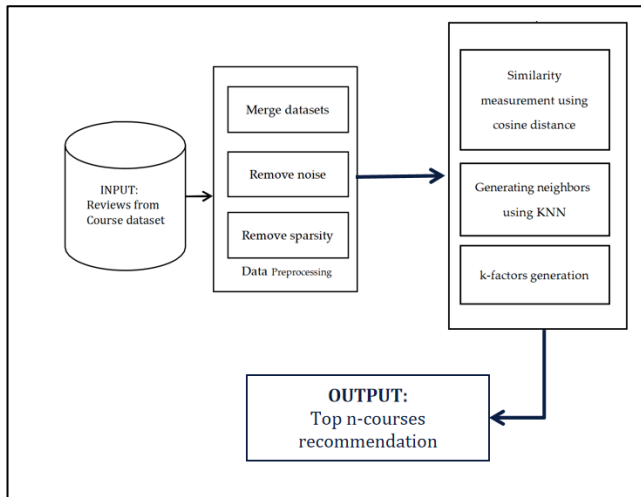 INPUT:
Reviews from
Course dataset
Merge datasets
Remove noise
Remove sparsity
Data Preprocessing
Similarity
measurement using
cosine distance
Generating neighbors
using KNN
k-factors generation
OUTPUT:
Top n-courses
recommendation